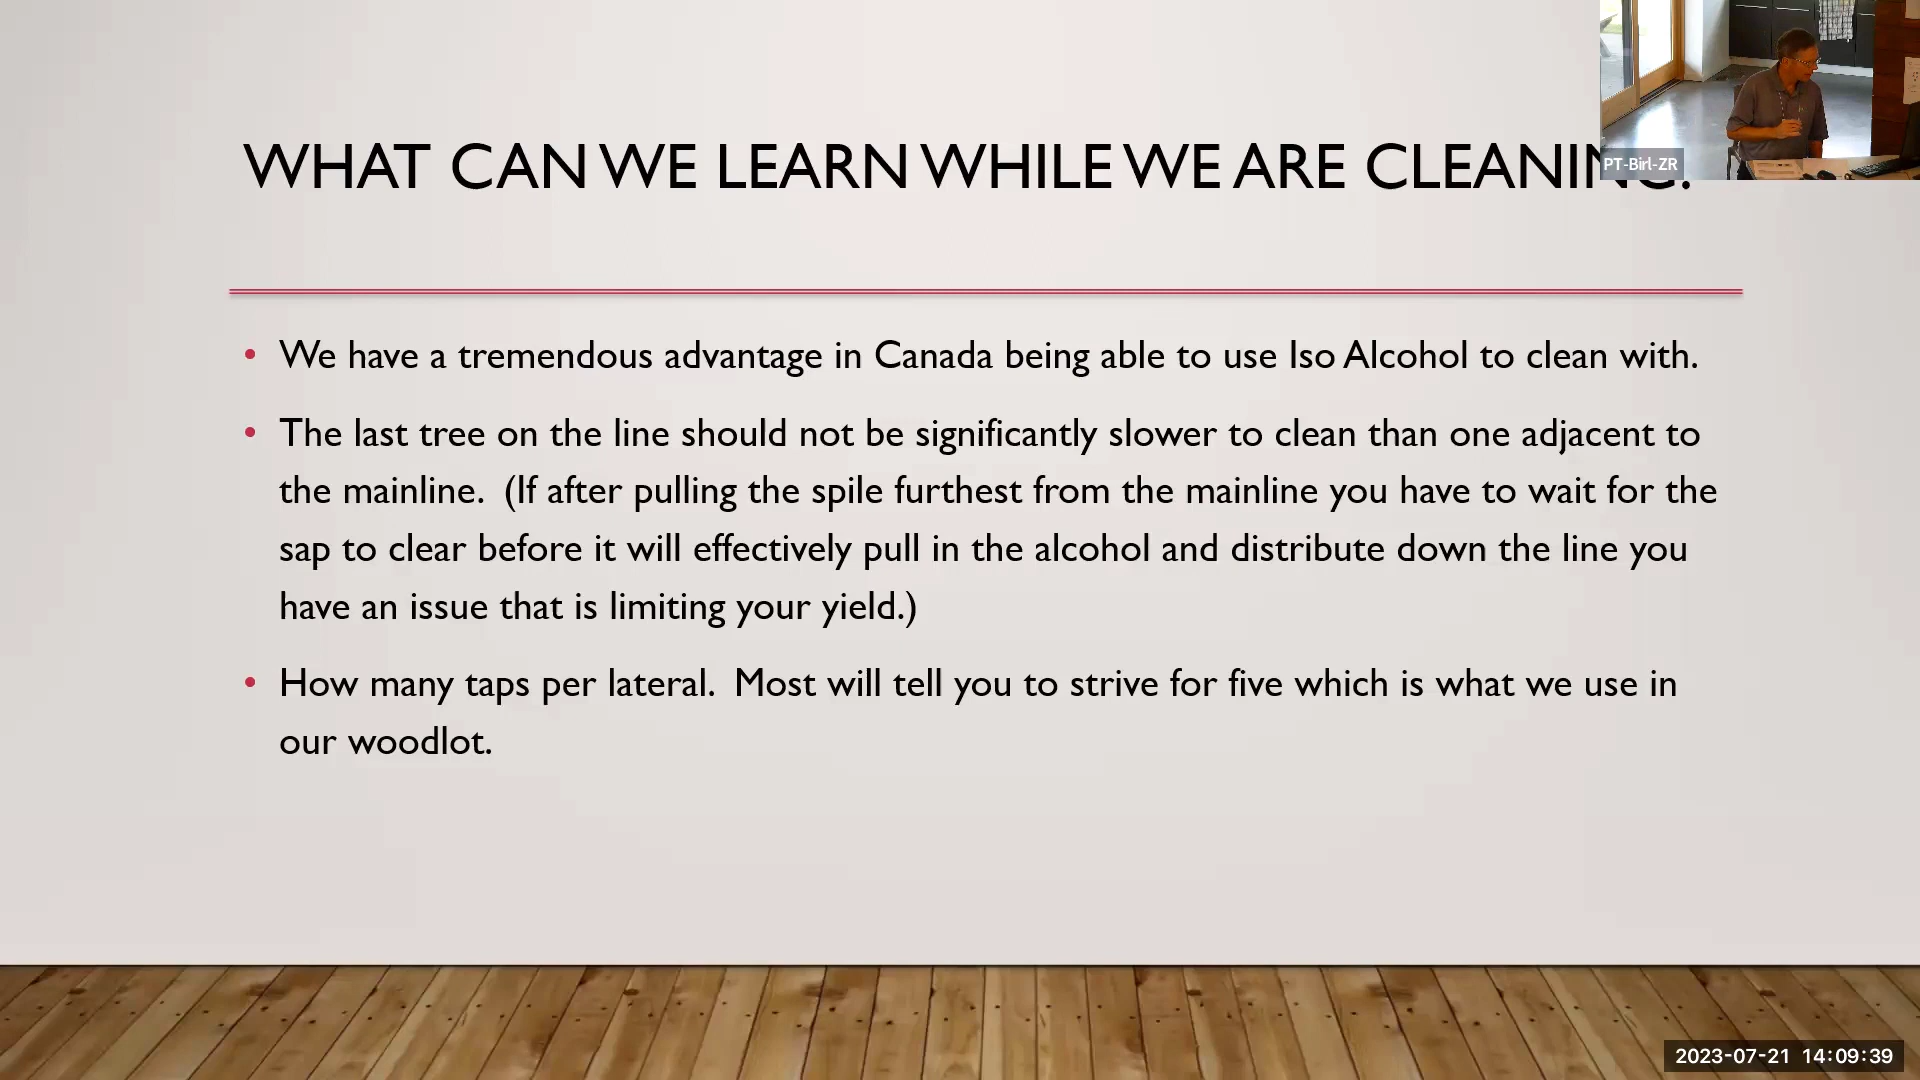 WHAT CAN WE LEARN WHILE WE ARE
PT-Birl-ZR
• We have a tremendous advantage in Canada being able to use Iso Alcohol to clean with.
• The last tree on the line should not be significantly slower to clean than one adjacent to
the mainline. (If after pulling the spile furthest from the mainline you have to wait for the
sap to clear before it will effectively pull in the alcohol and distribute down the line you
have an issue that is limiting your yield.)
• How many taps per lateral. Most will tell you to strive for five which is what we use in
our woodlot.
2023-07-21 14:09:39